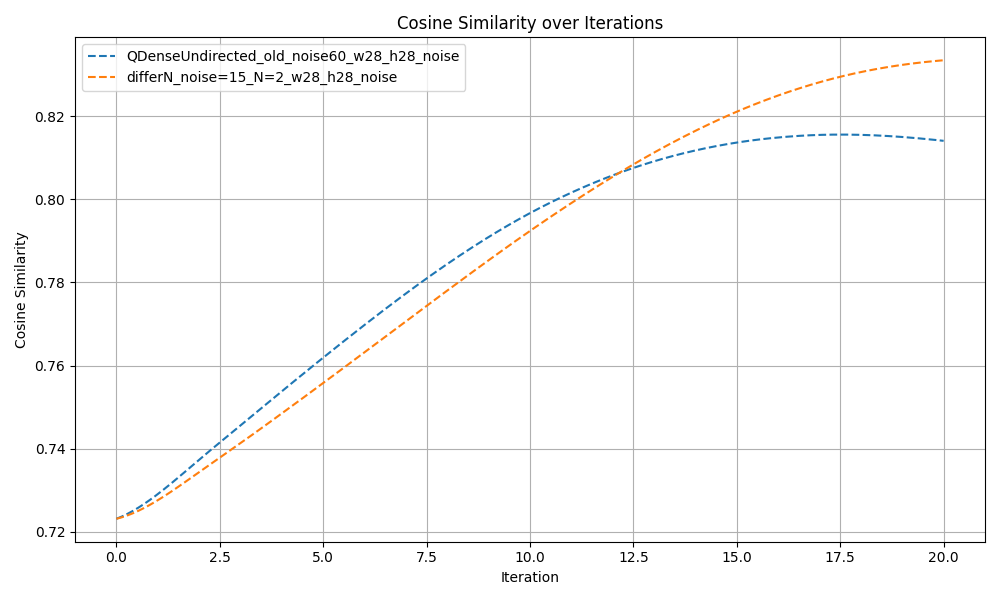 Cosine Similarity over Iterations
QDenseUndirected_old_noise60_w28_h28_noise
differN_noise=15_N=2_w28_h28_noise
Cosine Similarity
0.82
0.80
0.78
0.76
0.74
0.72
0.0 2.5 5.0 7.5 10.0 12.5 15.0 17.5 20.0
Iteration